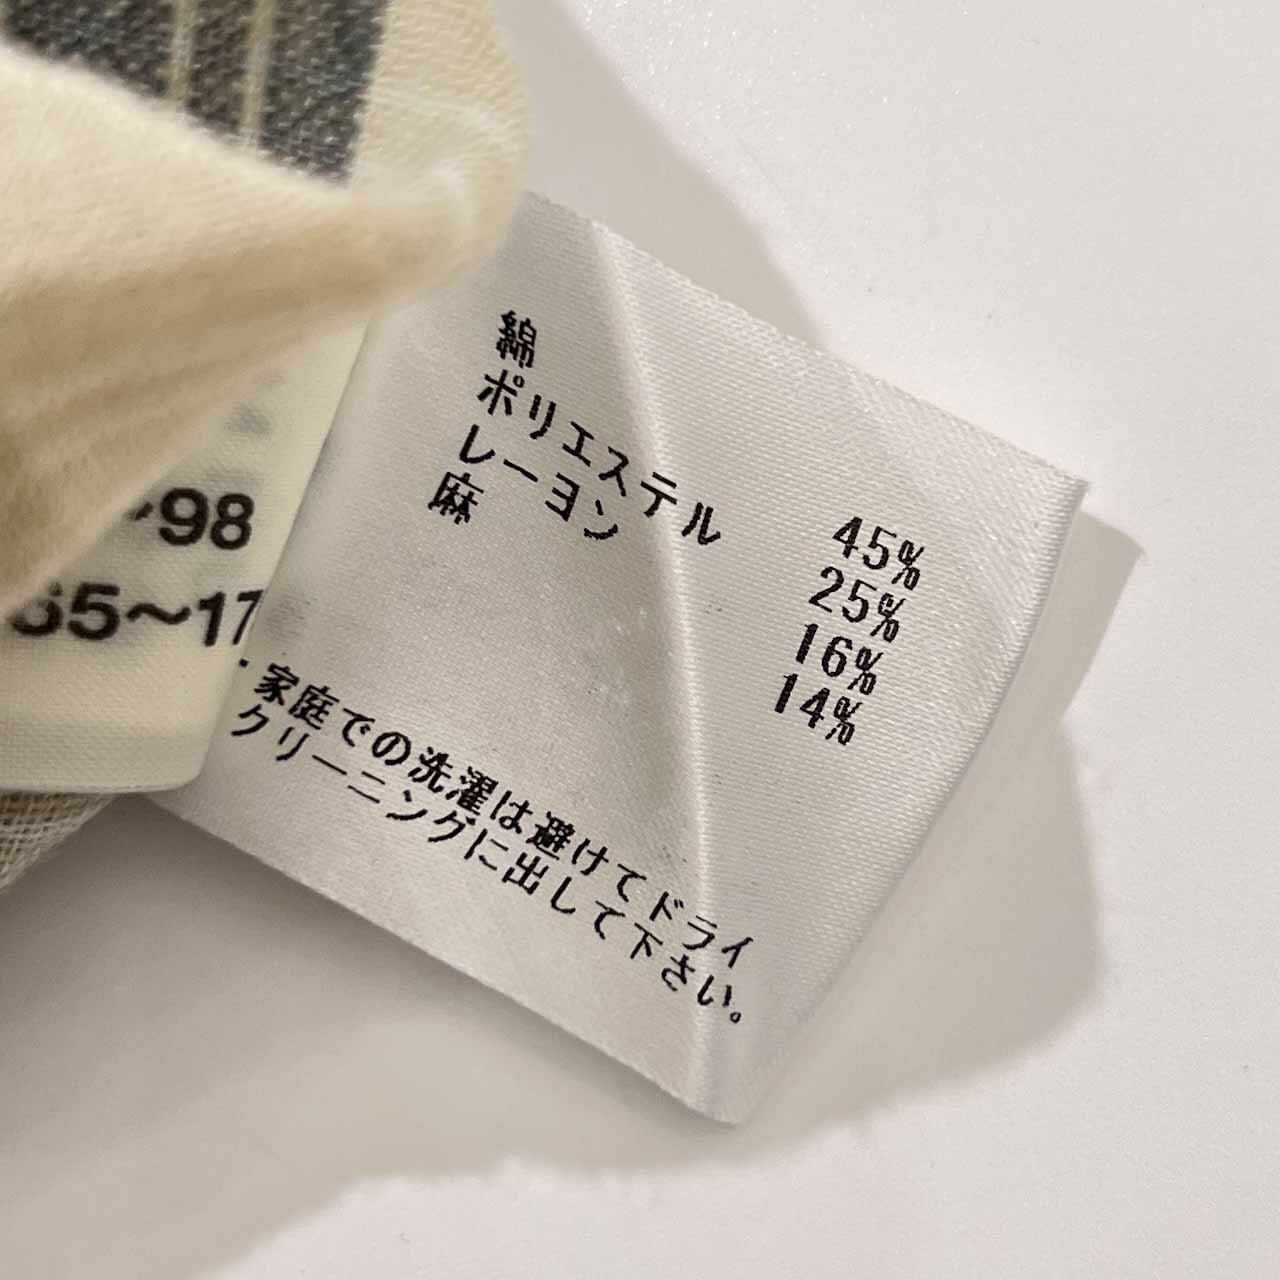 綿 45%
ポリエステル 25%
レーヨン 16%
麻 14%
・家庭での洗濯は避けてドライ
クリーニングに出して下さい。
~98
65~17